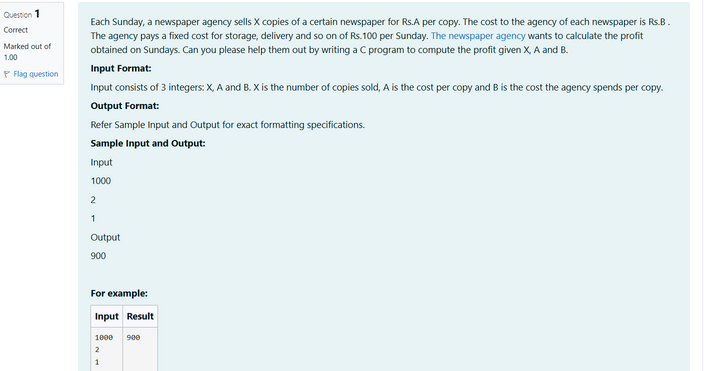 Question 1
Correct
Marked out of
1.00
Flag question
Each Sunday, a newspaper agency sells X copies of a certain newspaper for Rs.A per copy. The cost to the agency of each newspaper is Rs.B .
The agency pays a fixed cost for storage, delivery and so on of Rs.100 per Sunday. The newspaper agency wants to calculate the profit
obtained on Sundays. Can you please help them out by writing a C program to compute the profit given X, A and B.
Input Format:
Input consists of 3 integers: X, A and B. X is the number of copies sold, A is the cost per copy and B is the cost the agency spends per copy.
Output Format:
Refer Sample Input and Output for exact formatting specifications.
Sample Input and Output:
Input
1000
2
1
Output
900
For example:
Input Result
1000 900
2
1